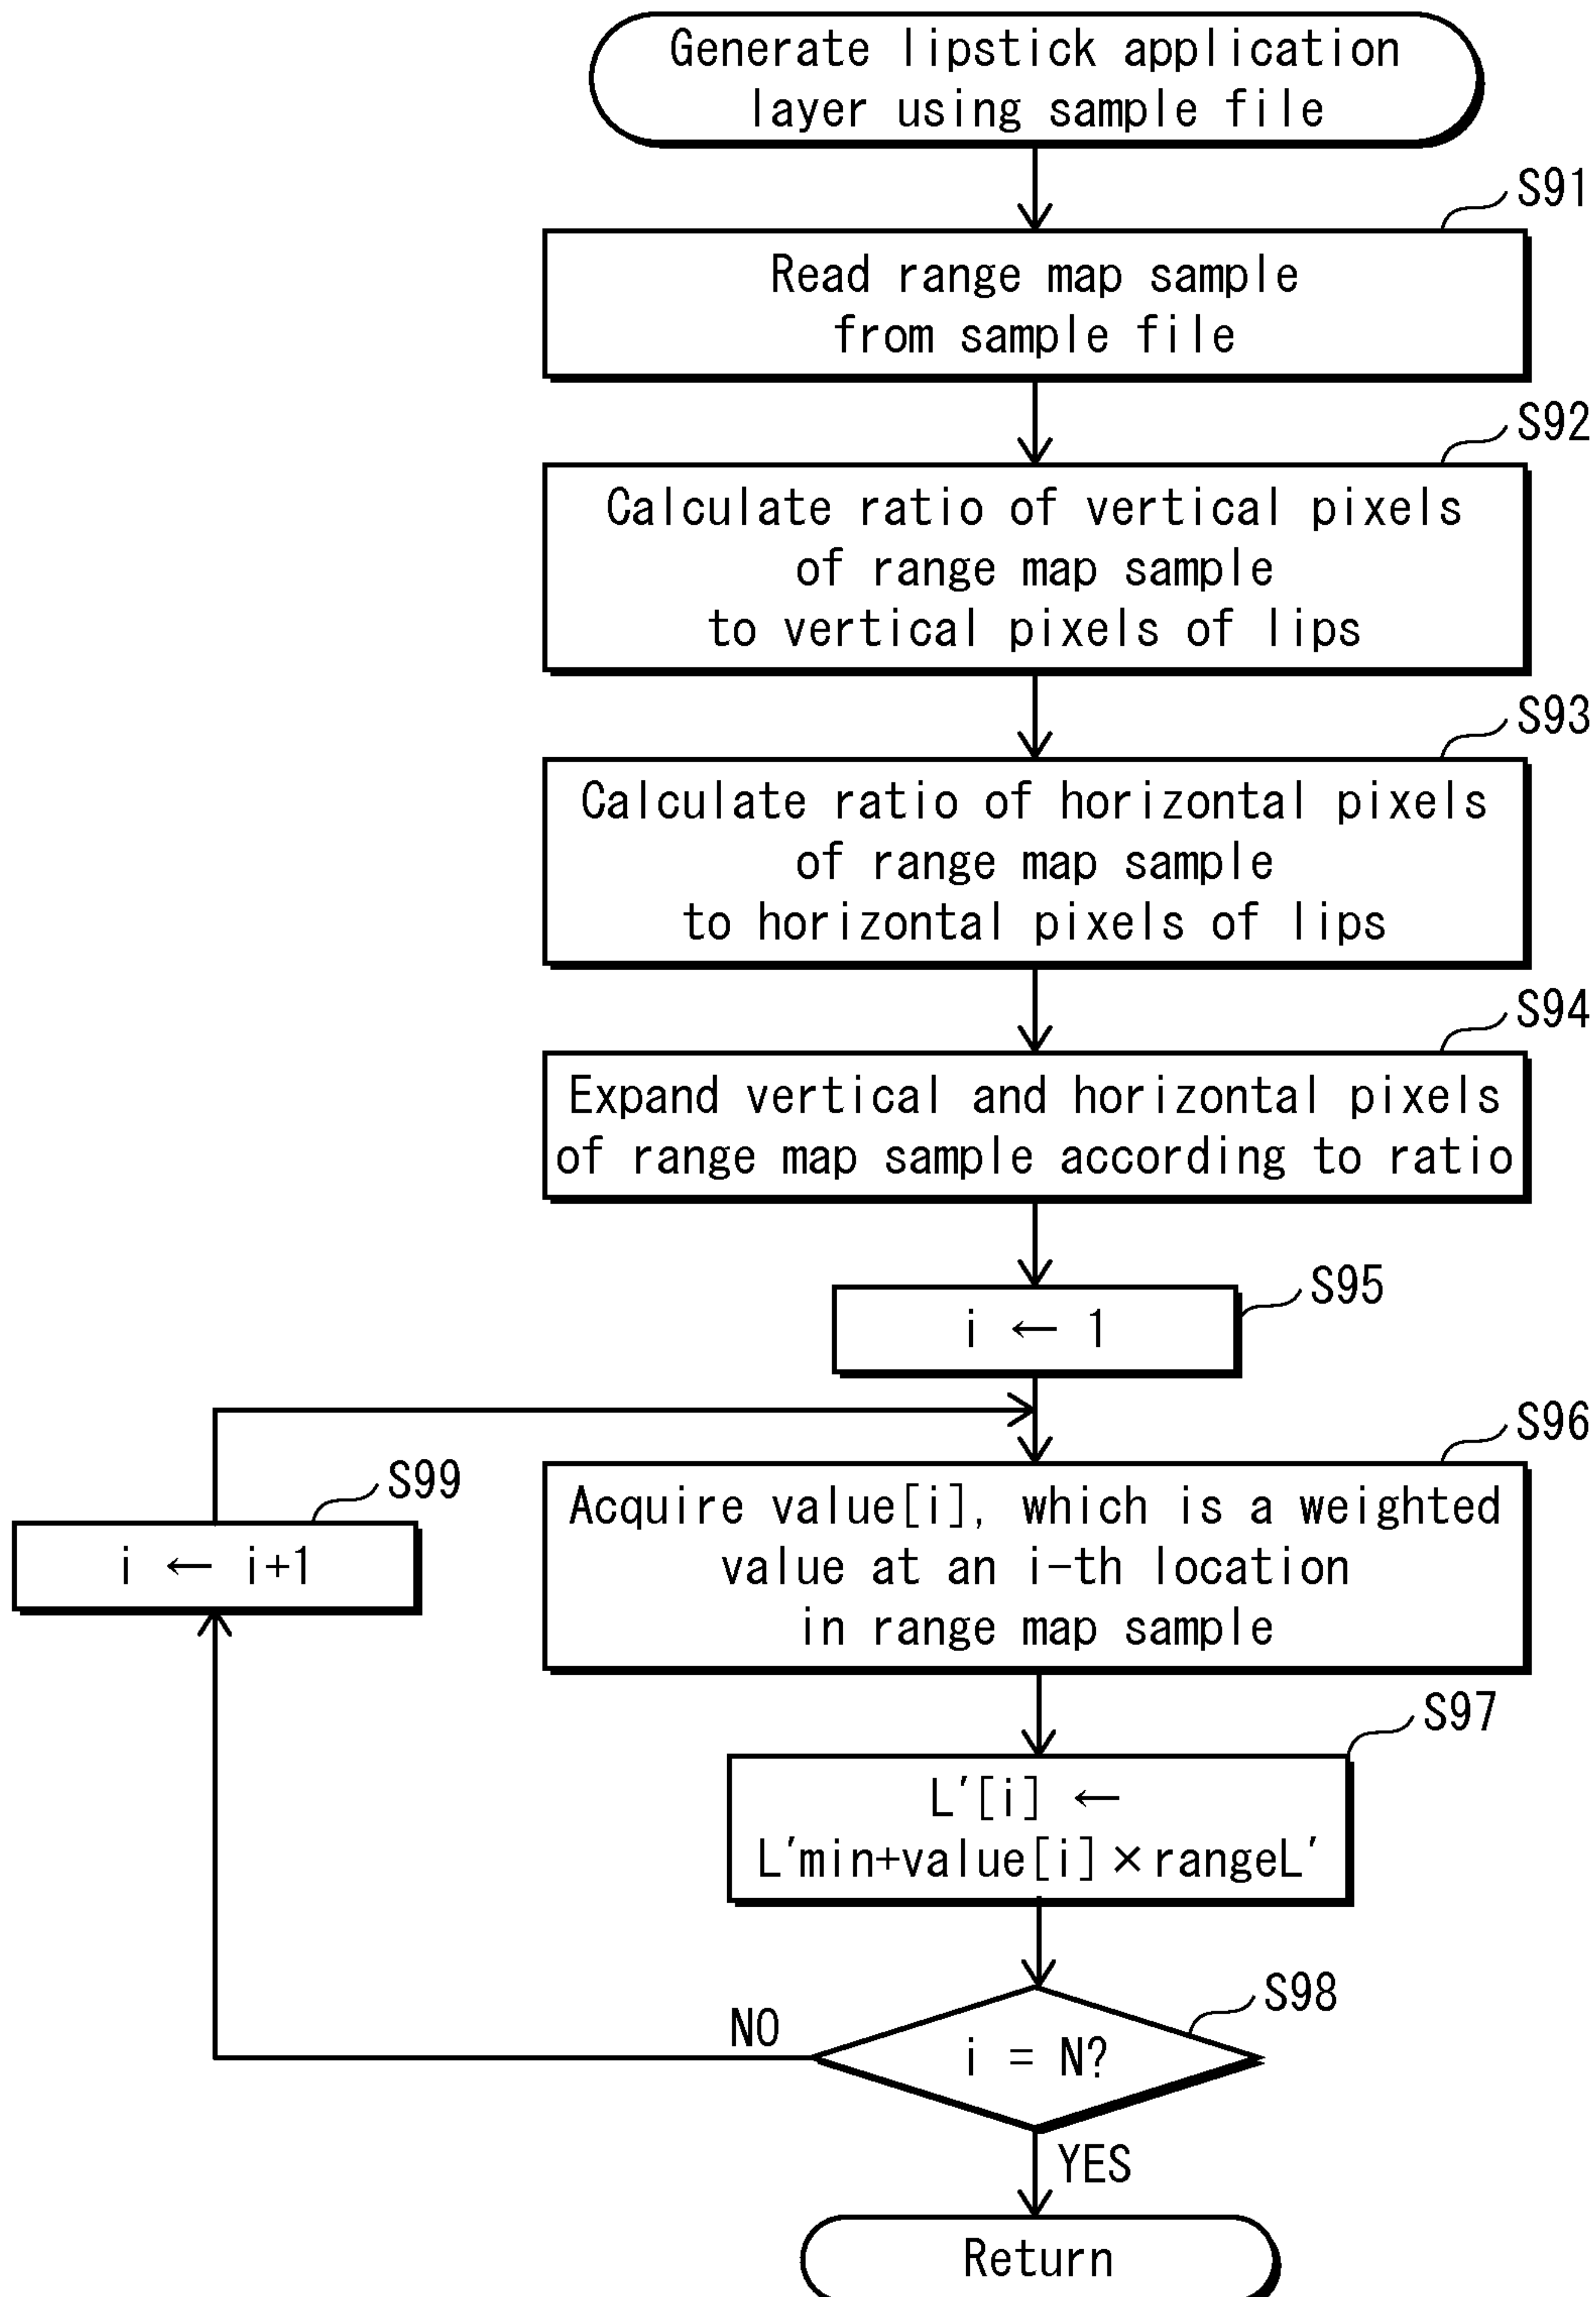 Generate lipstick application
layer using sample file
S91
Read range map sample
from sample file
S92
Calculate ratio of vertical pixels
of range map sample
to vertical pixels of lips
S93
Calculate ratio of horizontal pixels
of range map sample
to horizontal pixels of lips
S94
Expand vertical and horizontal pixels
of range map sample according to ratio
S95
i ← 1
S96
Acquire value[i], which is a weighted
value at an i-th location
in range map sample
S99
i ← i+1
S97
L'[i] ←
L'min+value[i]×rangeL'
S98
i = N?
NO
YES
Return